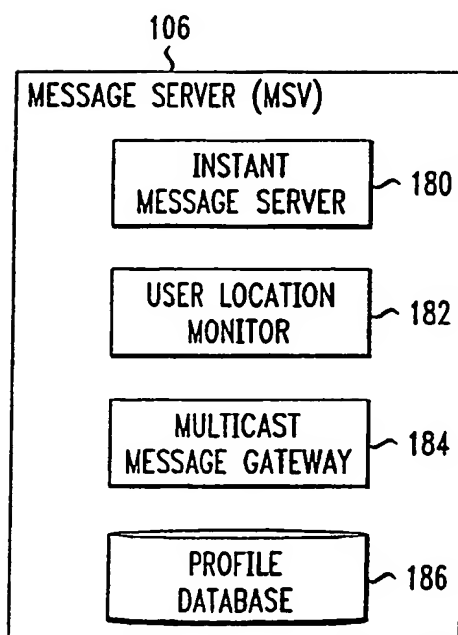 106
MESSAGE SERVER (MSV)
INSTANT
MESSAGE SERVER
180
USER LOCATION
MONITOR
182
MULTICAST
MESSAGE GATEWAY
184
PROFILE
DATABASE
186